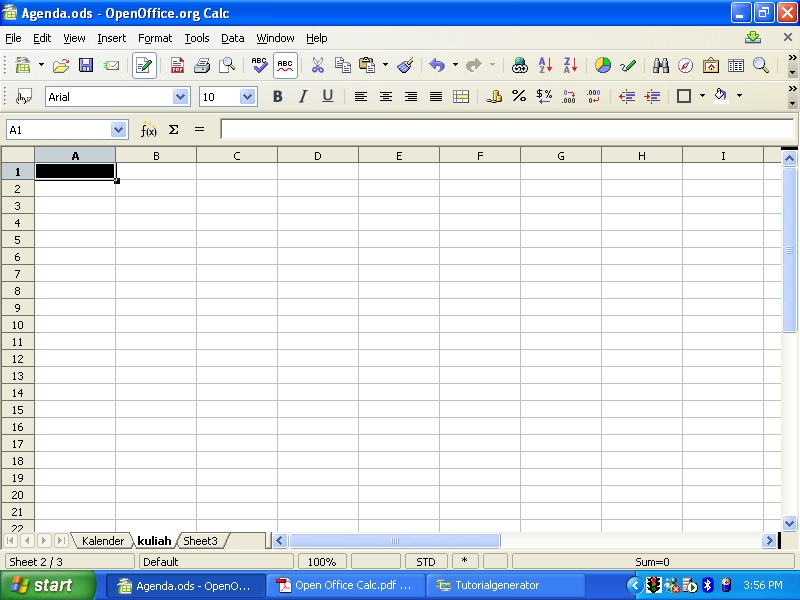 Agenda.ods - OpenOffice.org Calc
File Edit View Insert Format Tools Data Window Help
ABC ABC
Arial 10 B I U
A1 f(x) Σ =
A B C D E F G H I
1
2
3
4
5
6
7
8
9
10
11
12
13
14
15
16
17
18
19
20
21
22
Kalender kuliah Sheet3
Sheet 2 / 3 Default 100% STD * Sum=0
start Agenda.ods - OpenO... Open Office Calc.pdf ... Tutorialgenerator 3:56 PM